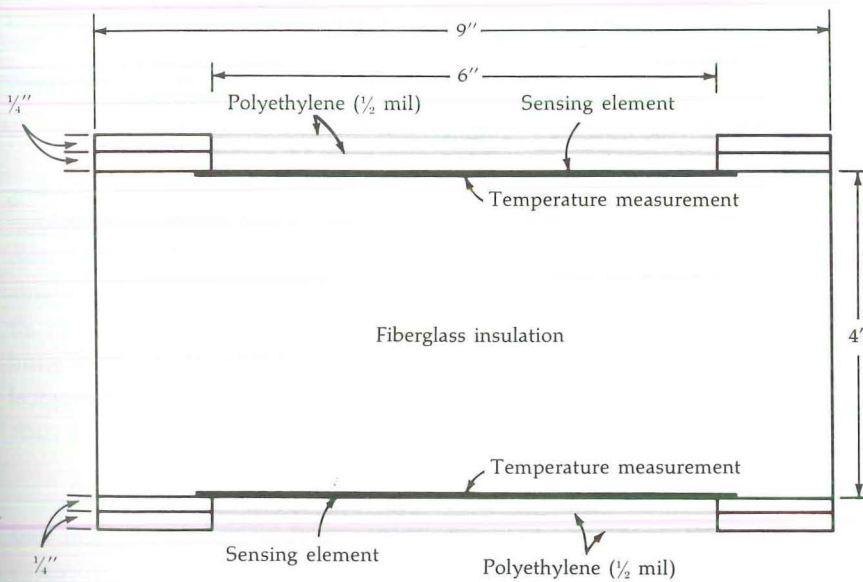 9″
6″
¼″
Polyethylene (½ mil)
Sensing element
Temperature measurement
Fiberglass insulation
4″
Temperature measurement
¼″
Sensing element
Polyethylene (½ mil)